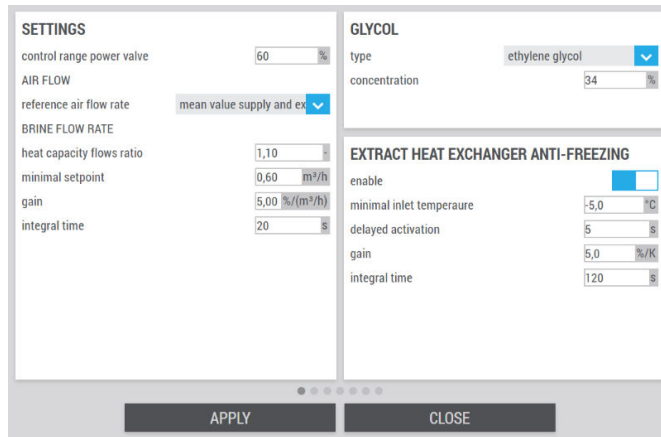 SETTINGS
control range power valve 60 %
AIR FLOW
reference air flow rate mean value supply and ex
BRINE FLOW RATE
heat capacity flows ratio 1,10 -
minimal setpoint 0,60 m³/h
gain 5,00 %/(m³/h)
integral time 20 s
GLYCOL
type ethylene glycol
concentration 34 %
EXTRACT HEAT EXCHANGER ANTI-FREEZING
enable
minimal inlet temperaure -5,0 °C
delayed activation 5 s
gain 5,0 %/K
integral time 120 s
APPLY CLOSE